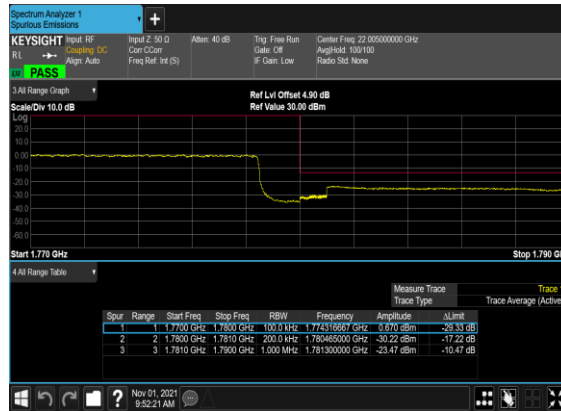 Spectrum Analyzer 1
Spurious Emissions
+
KEYSIGHT Input: RF Input Z: 50 Ω Atten: 40 dB Trig: Free Run Center Freq: 22.005000000 GHz
RL Coupling: DC Corr CCorr Gate: Off Avg|Hold: 100/100
Align: Auto Freq Ref: Int (S) IF Gain: Low Radio Std: None
PASS
3 All Range Graph
Ref Lvl Offset 4.90 dB
Scale/Div 10.0 dB Ref Value 30.00 dBm
Log
20.0
10.0
0.00
-10.0
-20.0
-30.0
-40.0
-50.0
-60.0
Start 1.770 GHz Stop 1.790 G
4 All Range Table
Measure Trace Trace
Trace Type Trace Average (Active
Spur Range Start Freq Stop Freq RBW Frequency Amplitude ΔLimit
1 1 1.7700 GHz 1.7800 GHz 100.0 kHz 1.774316667 GHz 0.670 dBm -29.33 dB
2 2 1.7800 GHz 1.7810 GHz 200.0 kHz 1.780465000 GHz -30.22 dBm -17.22 dB
3 3 1.7810 GHz 1.7900 GHz 1.000 MHz 1.781300000 GHz -23.47 dBm -10.47 dB
? Nov 01, 2021
9:52:21 AM